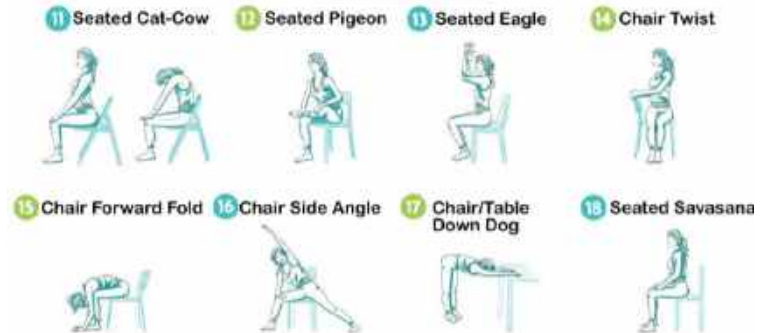 11 Seated Cat-Cow
12 Seated Pigeon
13 Seated Eagle
14 Chair Twist
15 Chair Forward Fold
16 Chair Side Angle
17 Chair/Table
Down Dog
18 Seated Savasana